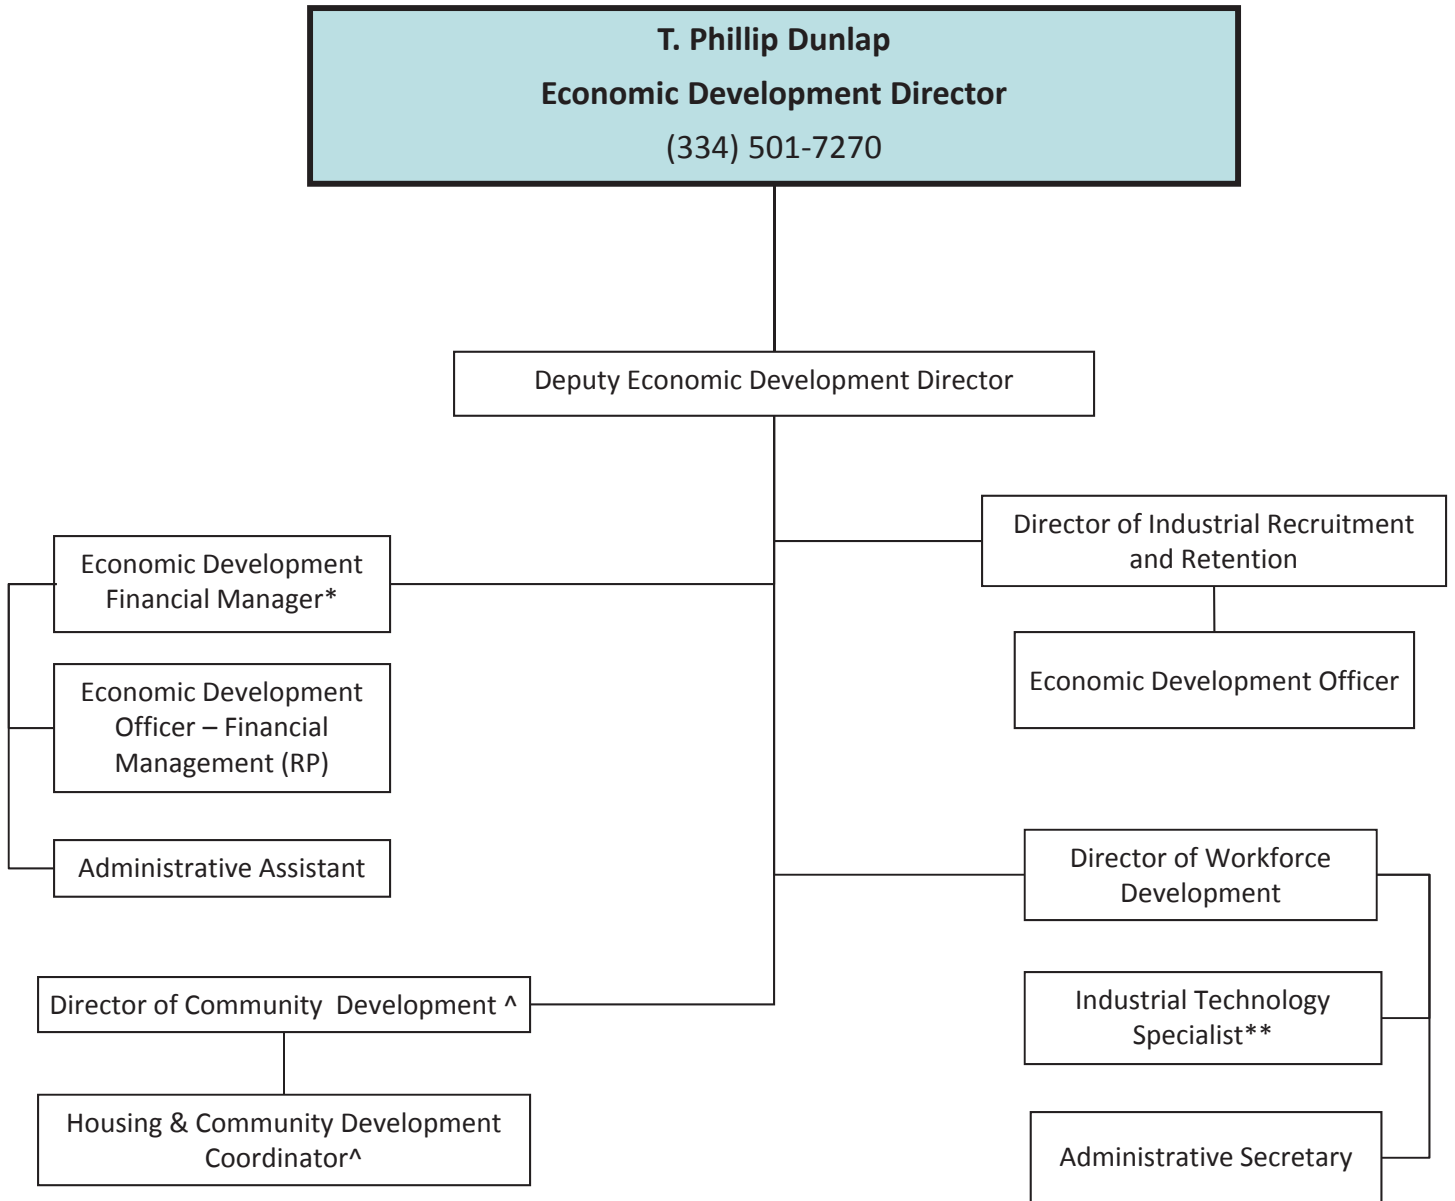 T. Phillip Dunlap
Economic Development Director
(334) 501-7270
Deputy Economic Development Director
Director of Industrial Recruitment
and Retention
Economic Development
Financial Manager*
Economic Development Officer
Economic Development
Officer – Financial
Management (RP)
Administrative Assistant
Director of Workforce
Development
Director of Community  Development ^
Industrial Technology
Specialist**
Housing & Community Development
Coordinator^
Administrative Secretary